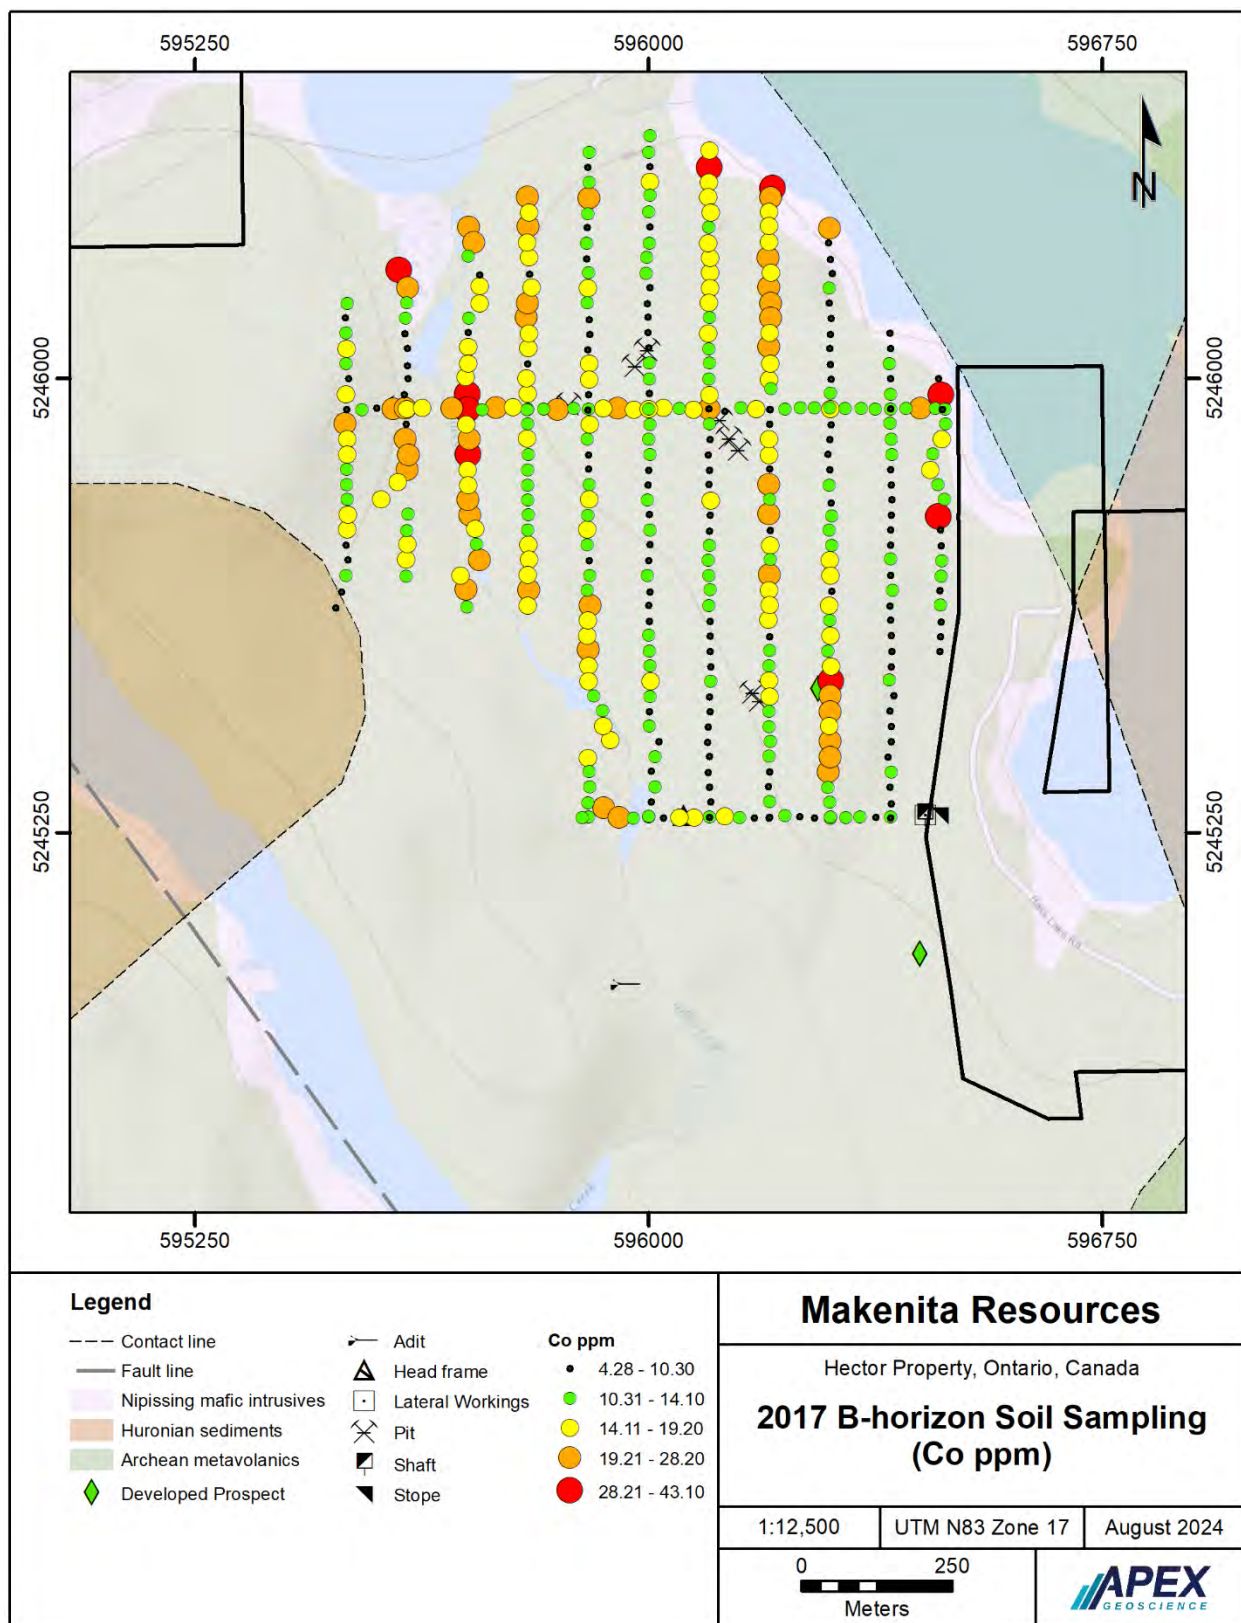 595250 596000 596750
N
5246000 5246000
5245250 5245250
595250 596000 596750
Creek
Legend
Contact line
Fault line
Nipissing mafic intrusives
Huronian sediments
Archean metavolanics
Developed Prospect
Adit
Head frame
Lateral Workings
Pit
Shaft
Stope
Co ppm
4.28 - 10.30
10.31 - 14.10
14.11 - 19.20
19.21 - 28.20
28.21 - 43.10
Makenita Resources
Hector Property, Ontario, Canada
2017 B-horizon Soil Sampling
(Co ppm)
1:12,500 UTM N83 Zone 17 August 2024
0 250
Meters
APEX
GEOSCIENCE